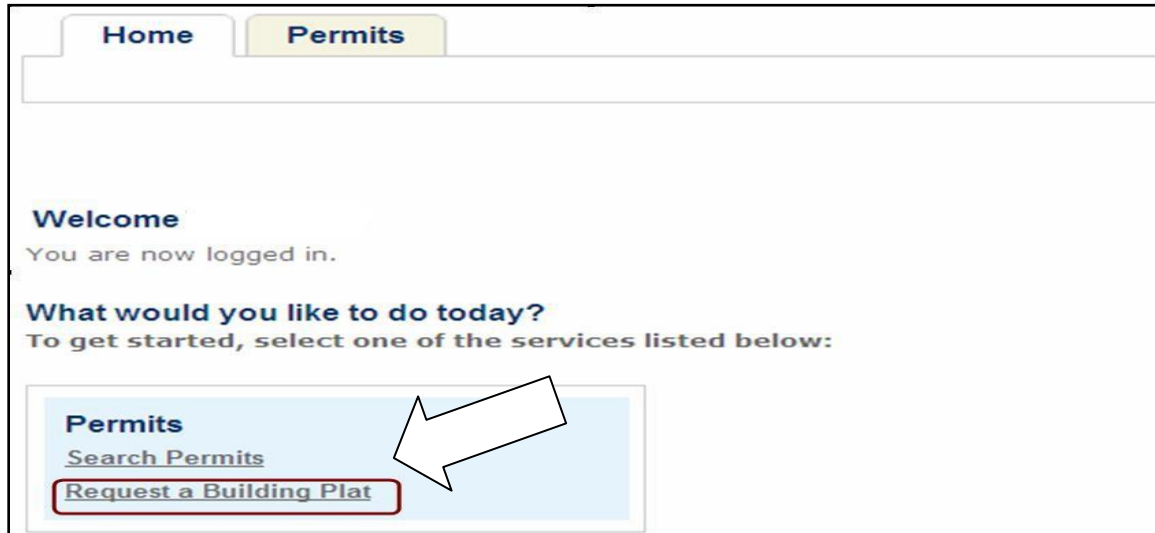 Home Permits
Welcome
You are now logged in.
What would you like to do today?
To get started, select one of the services listed below:
Permits
Search Permits
Request a Building Plat